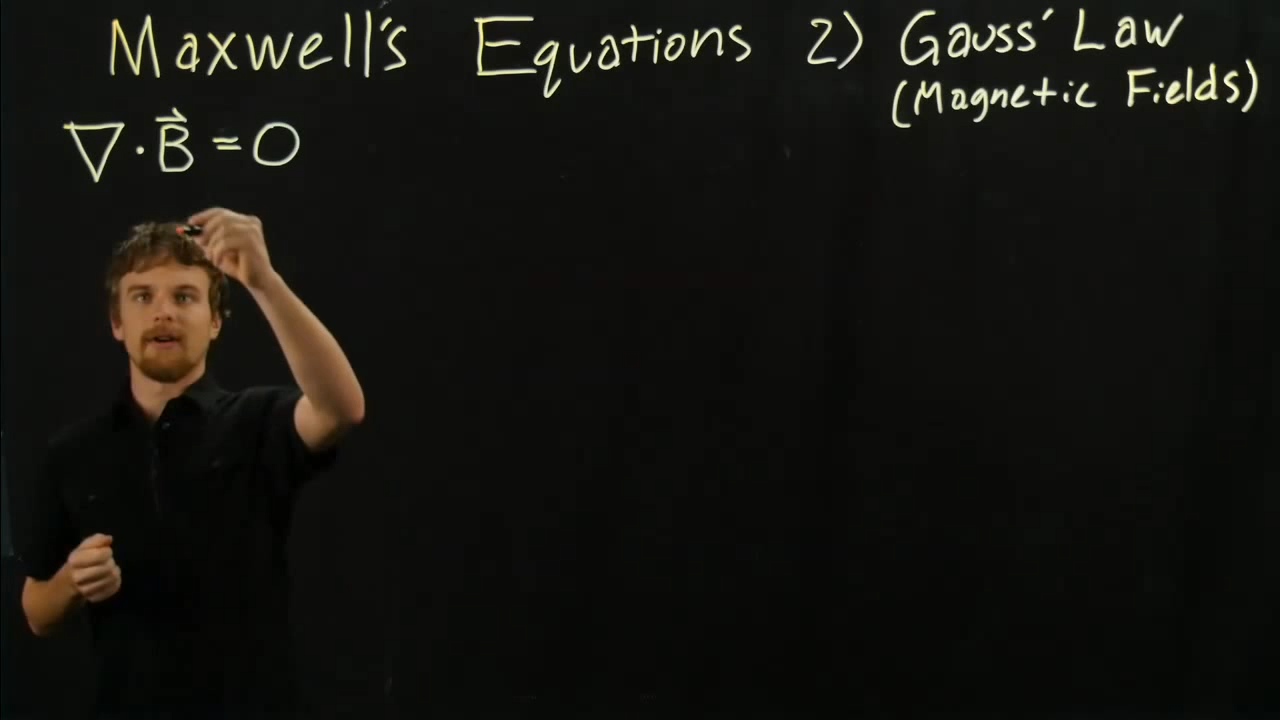 Maxwell's Equations 2) Gauss' Law
(Magnetic Fields)
∇ · B⃗ = 0